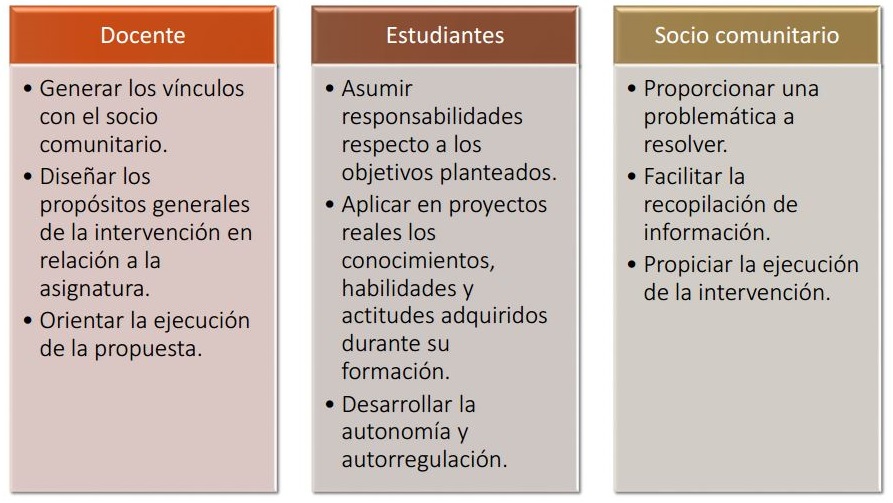 Docente
• Generar los vínculos
con el socio
comunitario.
• Diseñar los
propósitos generales
de la intervención en
relación a la
asignatura.
• Orientar la ejecución
de la propuesta.
Estudiantes
• Asumir
responsabilidades
respecto a los
objetivos planteados.
• Aplicar en proyectos
reales los
conocimientos,
habilidades y
actitudes adquiridos
durante su
formación.
• Desarrollar la
autonomía y
autorregulación.
Socio comunitario
• Proporcionar una
problemática a
resolver.
• Facilitar la
recopilación de
información.
• Propiciar la ejecución
de la intervención.